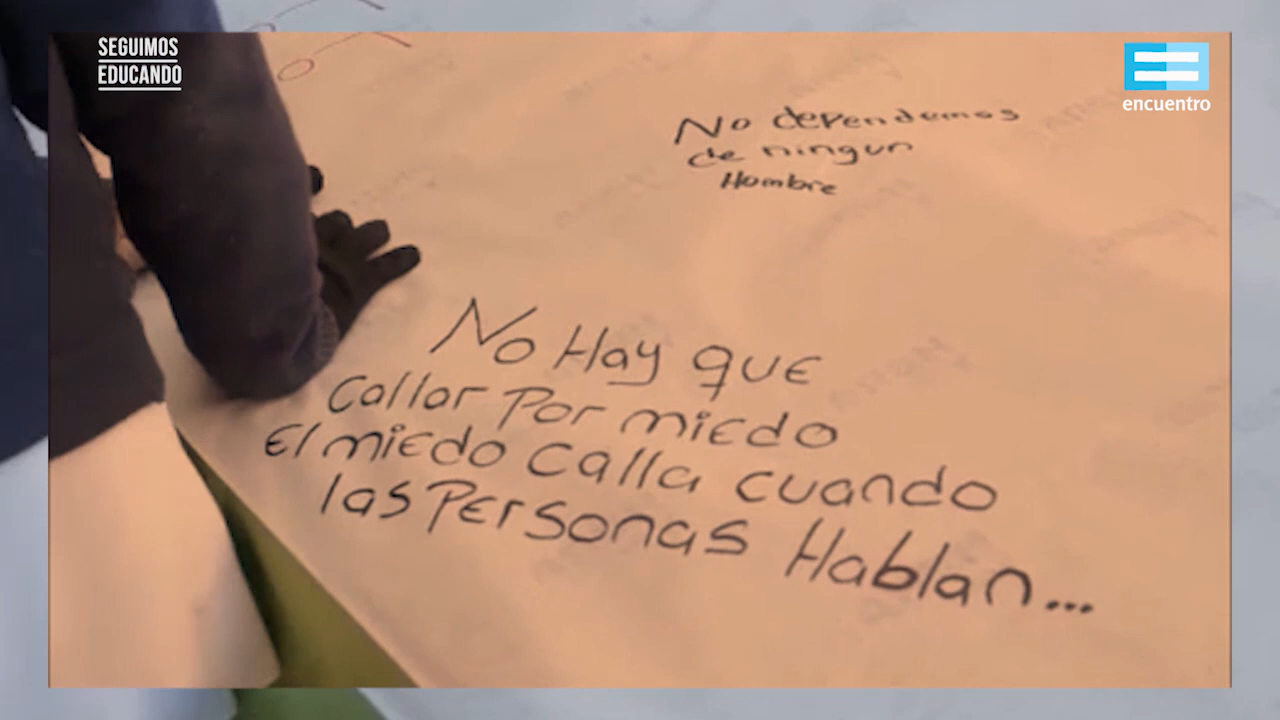 SEGUIMOS
EDUCANDO
encuentro
No dependemos
de ningun
Hombre
No Hay que
callar Por miedo
El miedo calla cuando
las Personas Hablan...